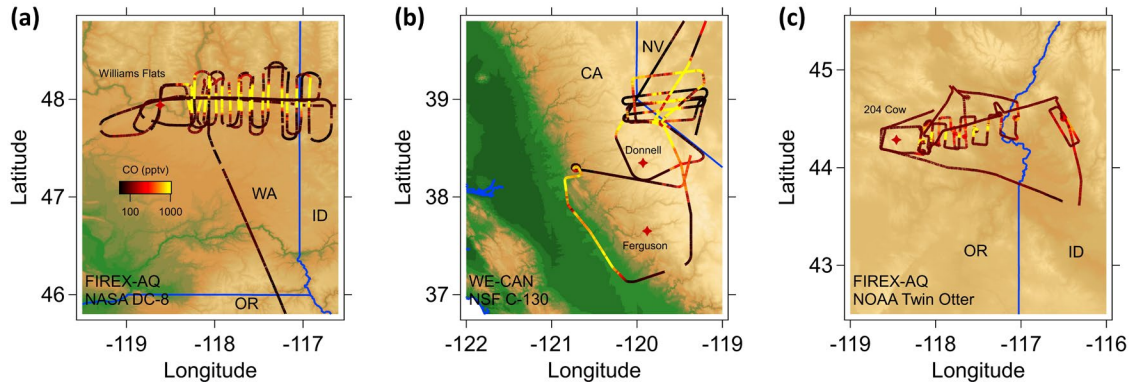 (a)
Latitude
48
47
46
Williams Flats
CO (pptv)
100 1000
WA
ID
OR
FIREX-AQ
NASA DC-8
-119 -118 -117
Longitude
(b)
Latitude
39
38
37
NV
CA
Donnell
Ferguson
WE-CAN
NSF C-130
-122 -121 -120 -119
Longitude
(c)
Latitude
45
44
43
204 Cow
OR
ID
FIREX-AQ
NOAA Twin Otter
-119 -118 -117 -116
Longitude